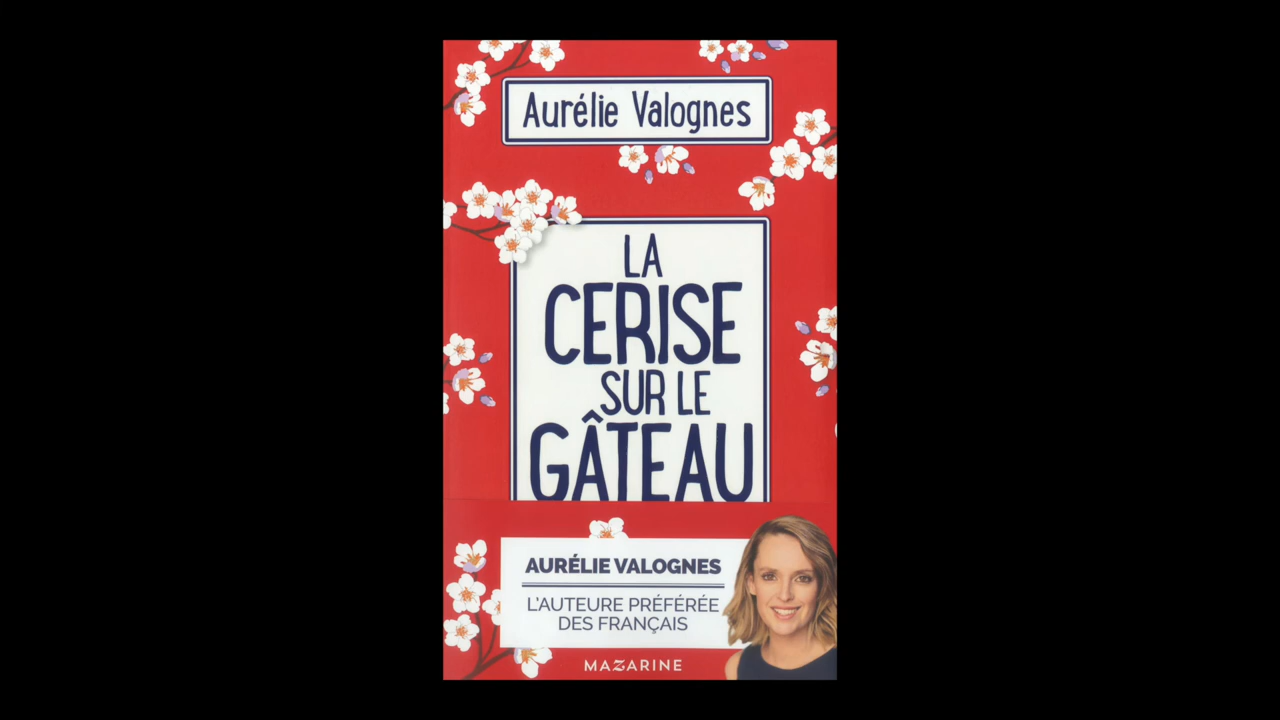 Aurélie Valognes
LA
CERISE
SUR LE
GÂTEAU
AURÉLIE VALOGNES
L'AUTEURE PRÉFÉRÉE
DES FRANÇAIS
MAZARINE